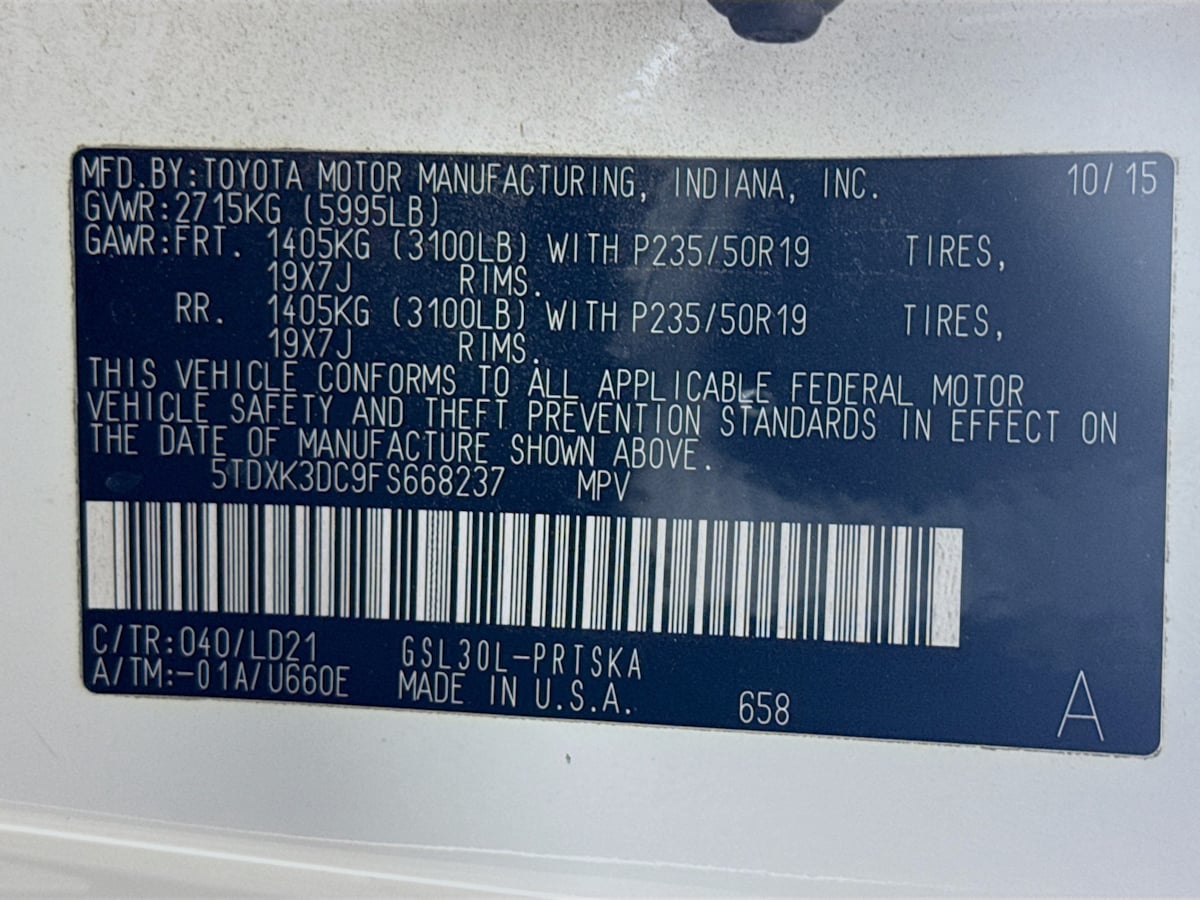 MFD.BY:TOYOTA MOTOR MANUFACTURING, INDIANA, INC. 10/15
GVWR:2715KG (5995LB)
GAWR:FRT. 1405KG (3100LB) WITH P235/50R19 TIRES,
19X7J RIMS.
RR. 1405KG (3100LB) WITH P235/50R19 TIRES,
19X7J RIMS.
THIS VEHICLE CONFORMS TO ALL APPLICABLE FEDERAL MOTOR
VEHICLE SAFETY AND THEFT PREVENTION STANDARDS IN EFFECT ON
THE DATE OF MANUFACTURE SHOWN ABOVE.
5TDXK3DC9FS668237 MPV
C/TR:040/LD21 GSL30L-PRTSKA
A/TM:-01A/U660E MADE IN U.S.A. 658 A